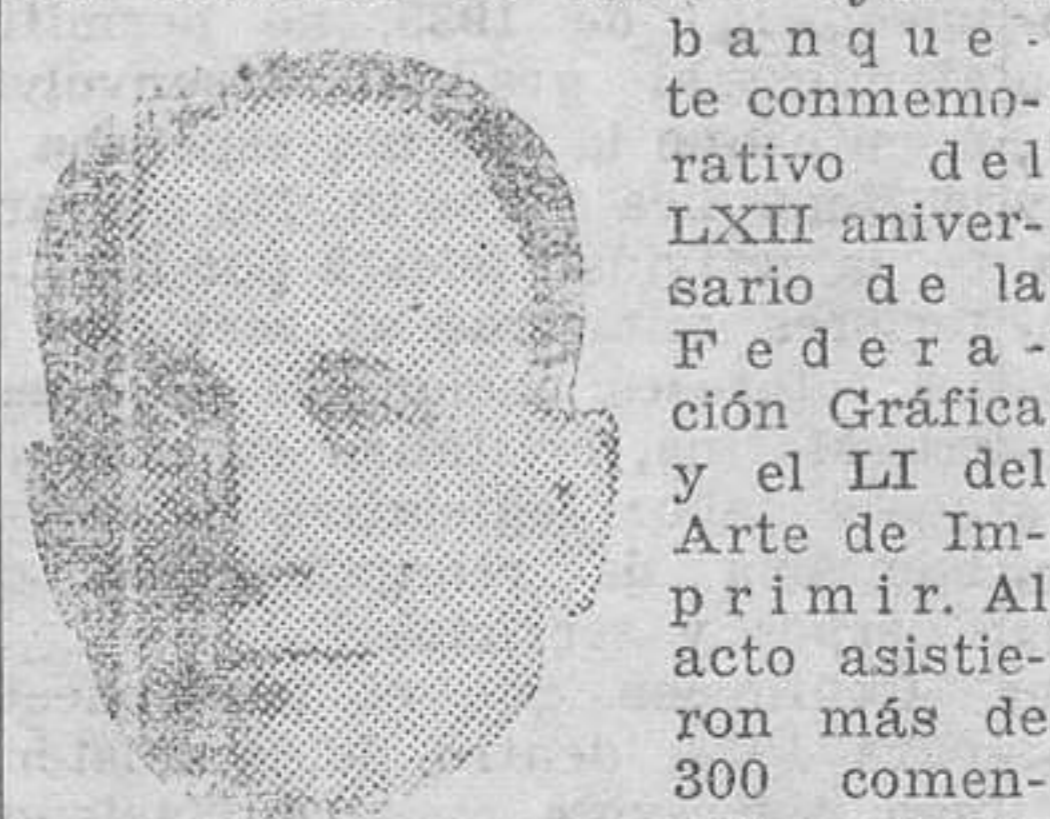 banque-
te conmemo-
rativo del
LXII aniver-
sario de la
Federa-
ción Gráfica
y el LI del
Arte de Im-
primir. Al
acto asistie-
ron más de
300 comen-